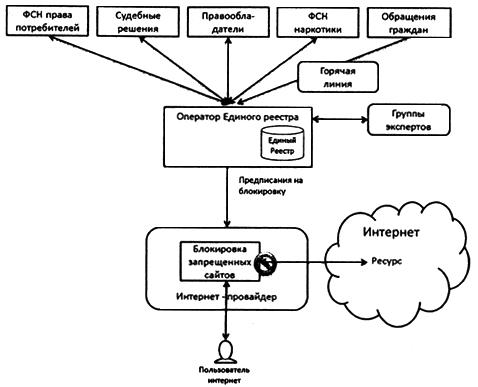 ФСН права
потребителей
Судебные
решения
Правообла-
датели
ФСН
наркотики
Обращения
граждан
Горячая
линия
Оператор Единого реестра
Единый
Реестр
Группы
экспертов
Предписания на
блокировку
Блокировка
запрещенных
сайтов
Интернет
Ресурс
Интернет - провайдер
Пользователь
интернет